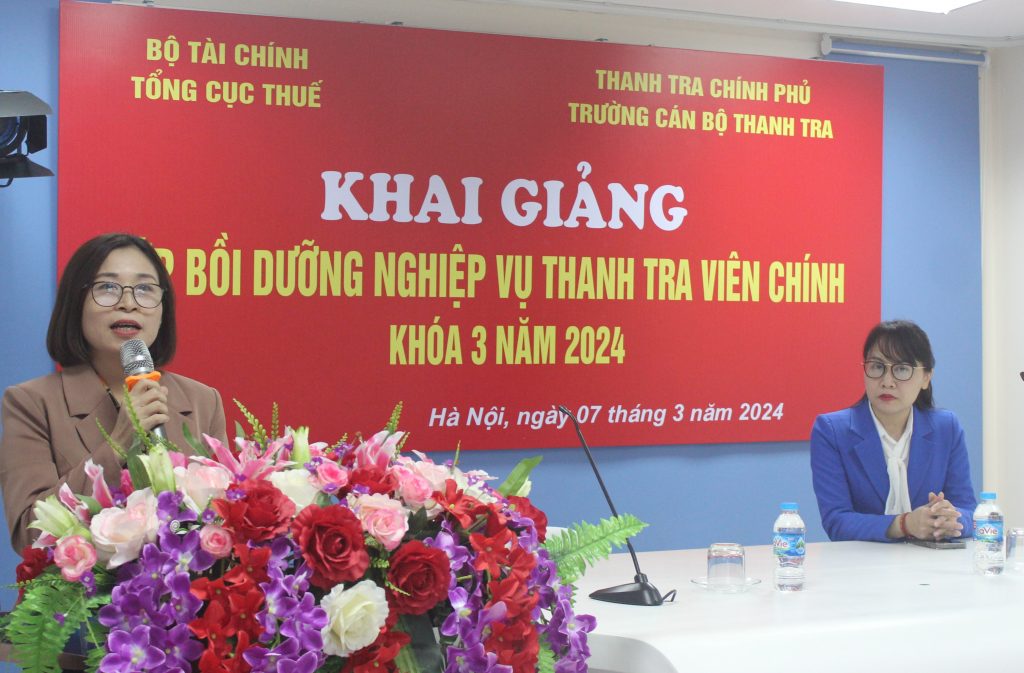 BỘ TÀI CHÍNH
TỔNG CỤC THUẾ
THANH TRA CHÍNH PHỦ
TRƯỜNG CÁN BỘ THANH TRA
KHAI GIẢNG
BỒI DƯỠNG NGHIỆP VỤ THANH TRA VIÊN CHÍNH
KHÓA 3 NĂM 2024
Hà Nội, ngày 07 tháng 3 năm 2024